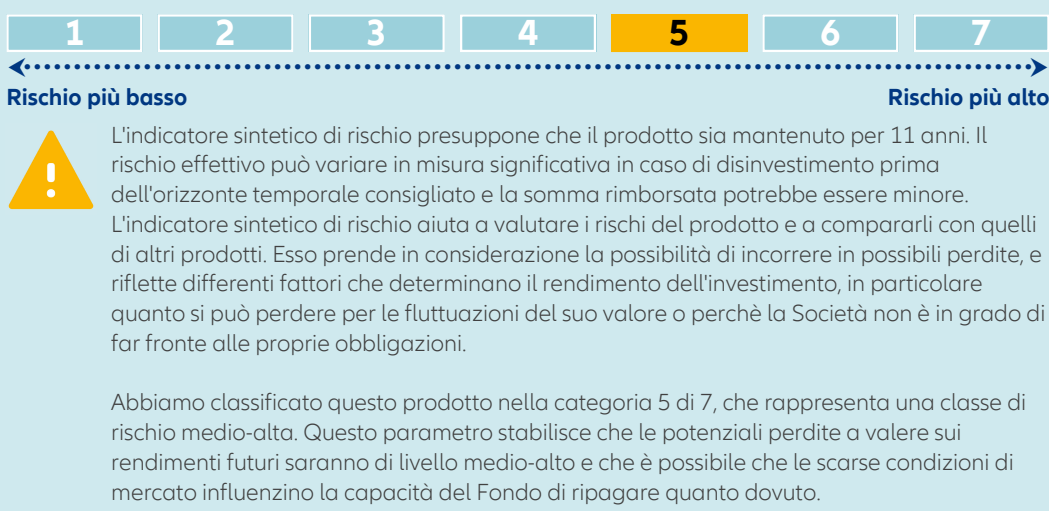 1 2 3 4 5 6 7
Rischio più basso Rischio più alto
L'indicatore sintetico di rischio presuppone che il prodotto sia mantenuto per 11 anni. Il
rischio effettivo può variare in misura significativa in caso di disinvestimento prima
dell'orizzonte temporale consigliato e la somma rimborsata potrebbe essere minore.
L'indicatore sintetico di rischio aiuta a valutare i rischi del prodotto e a compararli con quelli
di altri prodotti. Esso prende in considerazione la possibilità di incorrere in possibili perdite, e
riflette differenti fattori che determinano il rendimento dell'investimento, in particolare
quanto si può perdere per le fluttuazioni del suo valore o perchè la Società non è in grado di
far fronte alle proprie obbligazioni.
Abbiamo classificato questo prodotto nella categoria 5 di 7, che rappresenta una classe di
rischio medio-alta. Questo parametro stabilisce che le potenziali perdite a valere sui
rendimenti futuri saranno di livello medio-alto e che è possibile che le scarse condizioni di
mercato influenzino la capacità del Fondo di ripagare quanto dovuto.